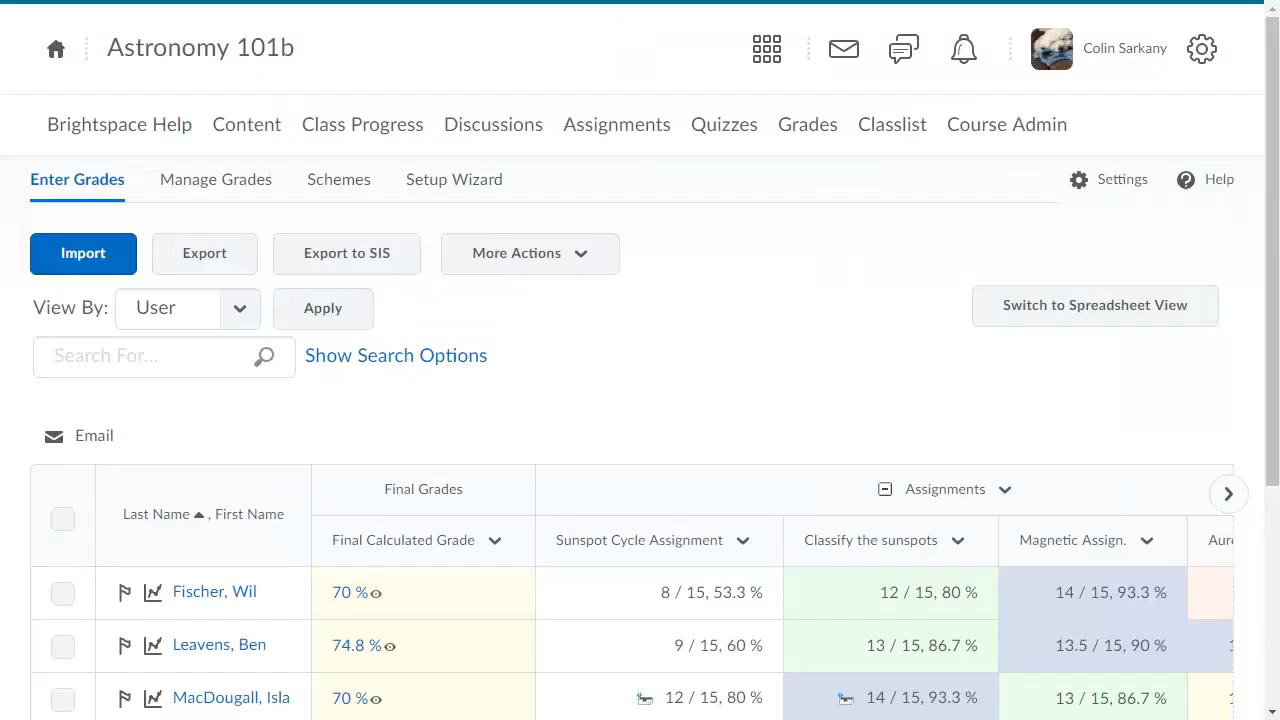 Astronomy 101b
Colin Sarkany
Brightspace Help Content Class Progress Discussions Assignments Quizzes Grades Classlist Course Admin
Enter Grades Manage Grades Schemes Setup Wizard Settings Help
Import Export Export to SIS More Actions
View By: User Apply Switch to Spreadsheet View
Search For... Show Search Options
Email
Final Grades Assignments
Last Name , First Name
Final Calculated Grade Sunspot Cycle Assignment Classify the sunspots Magnetic Assign.
Fischer, Wil 70 % 8 / 15, 53.3 % 12 / 15, 80 % 14 / 15, 93.3 %
Leavens, Ben 74.8 % 9 / 15, 60 % 13 / 15, 86.7 % 13.5 / 15, 90 %
MacDougall, Isla 70 % 12 / 15, 80 % 14 / 15, 93.3 % 13 / 15, 86.7 %